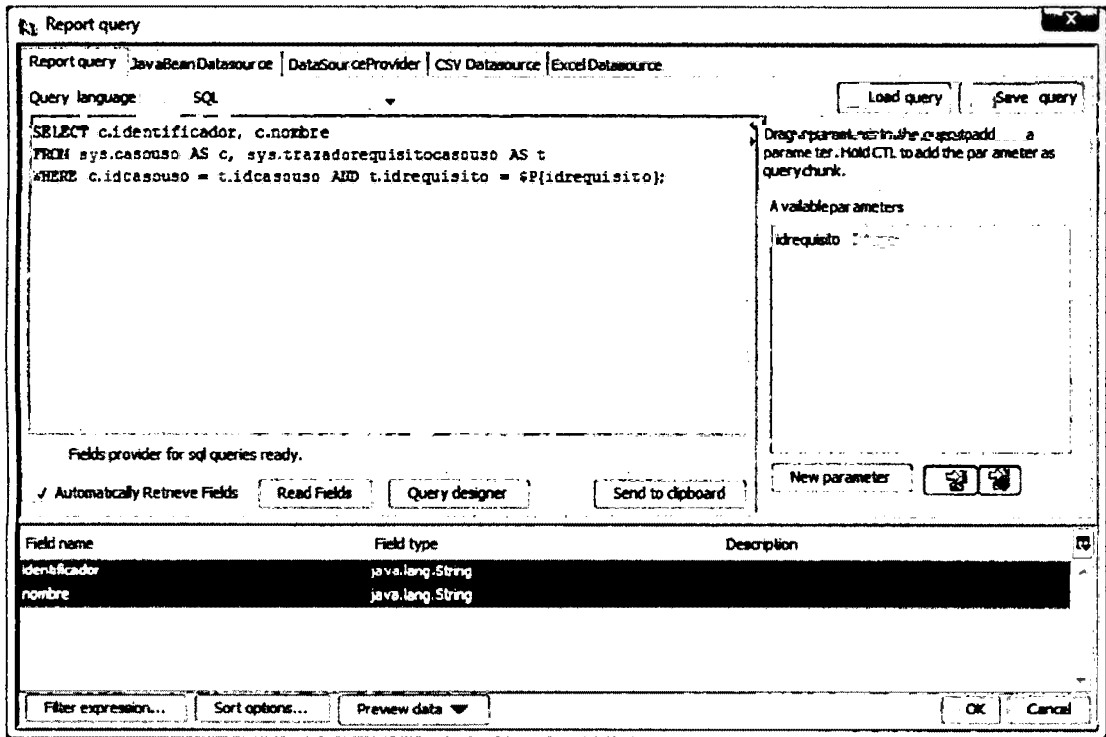 Report query
Report query JavaBean Datasource DataSourceProvider CSV Datasource Excel Datasource
Query language SQL
Load query Save query
SELECT c.identificador, c.nombre
FROM sys.casouso AS c, sys.trazadorequisitocasouso AS t
WHERE c.idcasouso = t.idcasouso AND t.idrequisito = $P{idrequisito};
add a
parameter. Hold CTL to add the parameter as
query chunk.
Available parameters
idrequisito
Fields provider for sql queries ready.
✓ Automatically Retrieve Fields Read Fields Query designer Send to clipboard
New parameter
Field name Field type Description
identificador java.lang.String
nombre java.lang.String
Filter expression... Sort options... Preview data OK Cancel